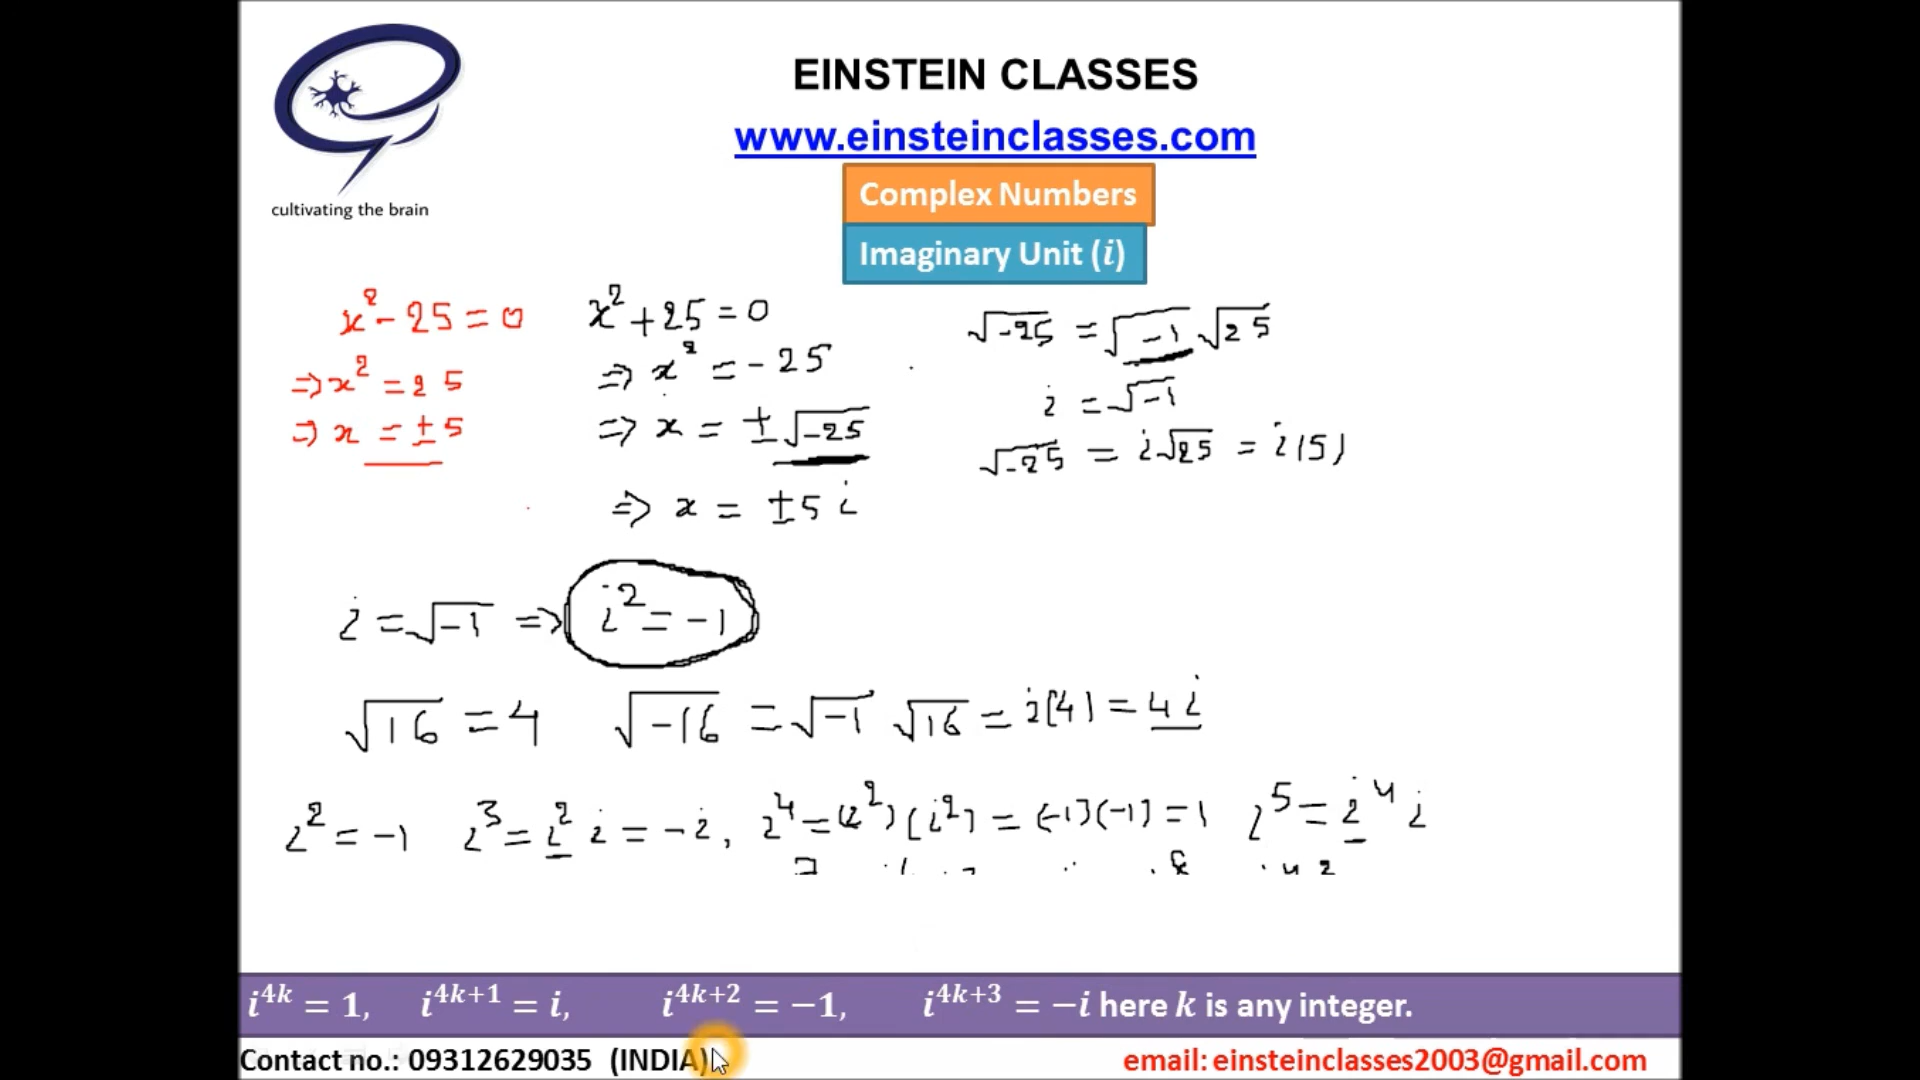 EINSTEIN CLASSES
www.einsteinclasses.com
cultivating the brain
Complex Numbers
Imaginary Unit (i)
x² - 25 = 0
⇒ x² = 25
⇒ x = ± 5
x² + 25 = 0
⇒ x² = - 25
⇒ x = ± √-25
⇒ x = ± 5 i
√-25 = √-1 √25
i = √-1
√-25 = i√25 = i(5)
i = √-1 ⇒ i² = -1
√16 = 4 √-16 = √-1 √16 = i(4) = 4 i
i² = -1 i³ = i² i = - i, i⁴ = (i²)(i²) = (-1)(-1) = 1 i⁵ = i⁴ i
i^{4k} = 1, i^{4k+1} = i, i^{4k+2} = −1, i^{4k+3} = −i here k is any integer.
Contact no.: 09312629035 (INDIA) email: einsteinclasses2003@gmail.com